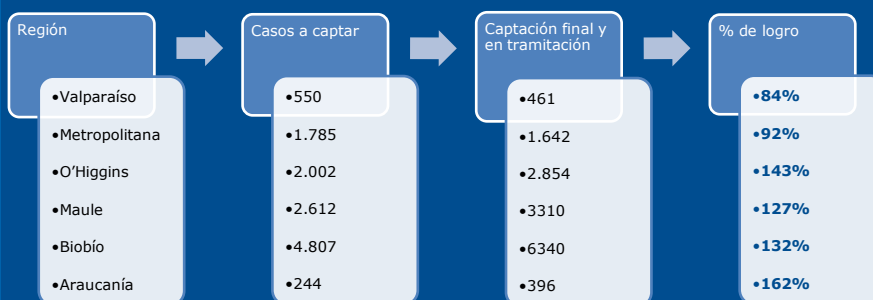 Región
•Valparaíso
•Metropolitana
•O’Higgins
•Maule
•Biobío
•Araucanía
Casos a captar
•550
•1.785
•2.002
•2.612
•4.807
•244
Captación final y
en tramitación
•461
•1.642
•2.854
•3310
•6340
•396
% de logro
•84%
•92%
•143%
•127%
•132%
•162%